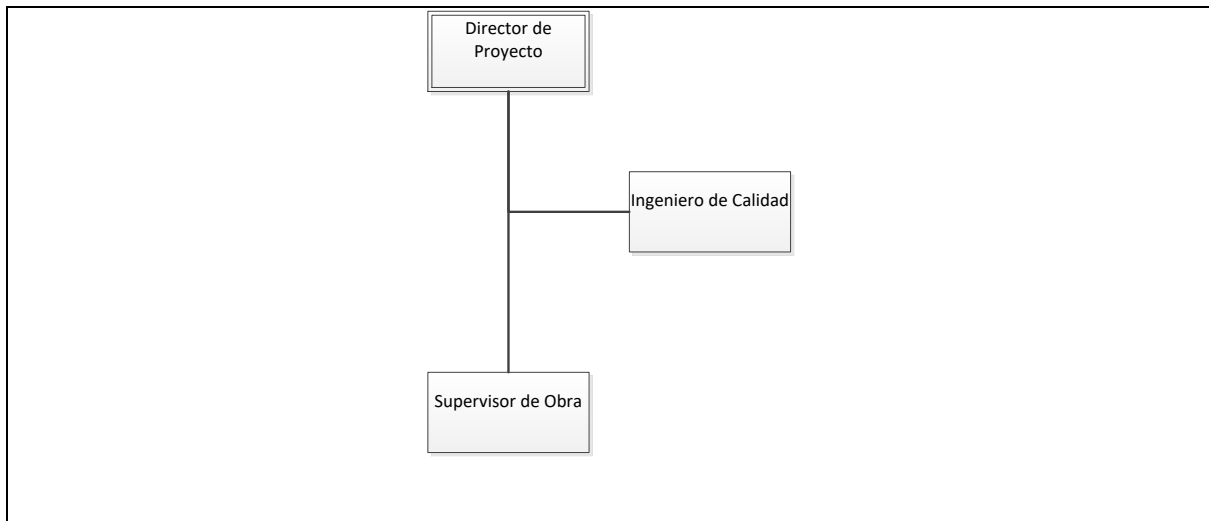 Director de
Proyecto
Ingeniero de Calidad
Supervisor de Obra